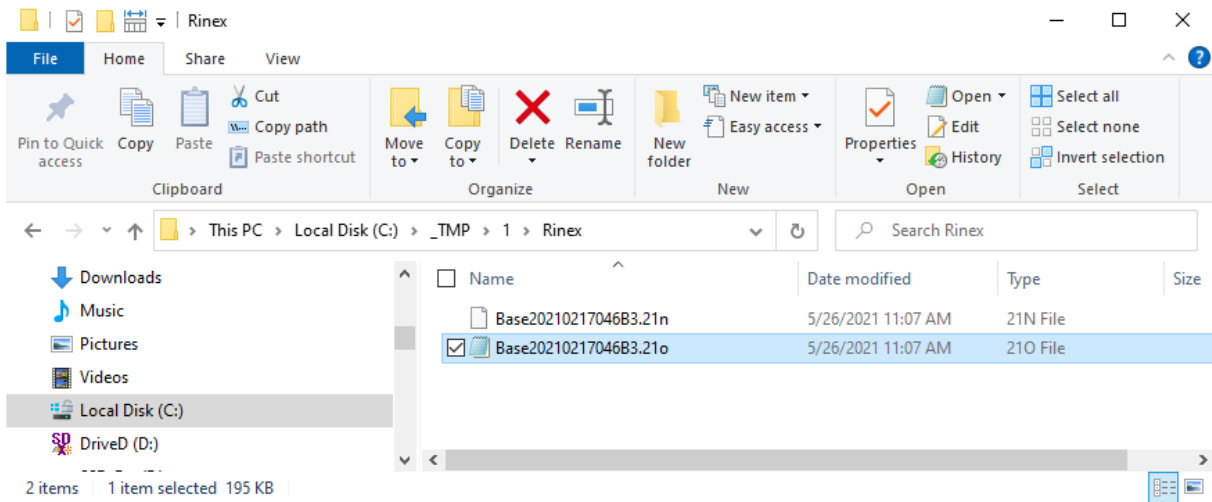 Rinex
File Home Share View
Pin to Quick access Copy Paste Cut Copy path Paste shortcut Move to Copy to Delete Rename New folder New item Easy access Properties Open Edit History Select all Select none Invert selection
Clipboard Organize New Open Select
This PC > Local Disk (C:) > _TMP > 1 > Rinex Search Rinex
Downloads
Music
Pictures
Videos
Local Disk (C:)
DriveD (D:)
Name Date modified Type Size
Base20210217046B3.21n 5/26/2021 11:07 AM 21N File
Base20210217046B3.21o 5/26/2021 11:07 AM 21O File
2 items 1 item selected 195 KB